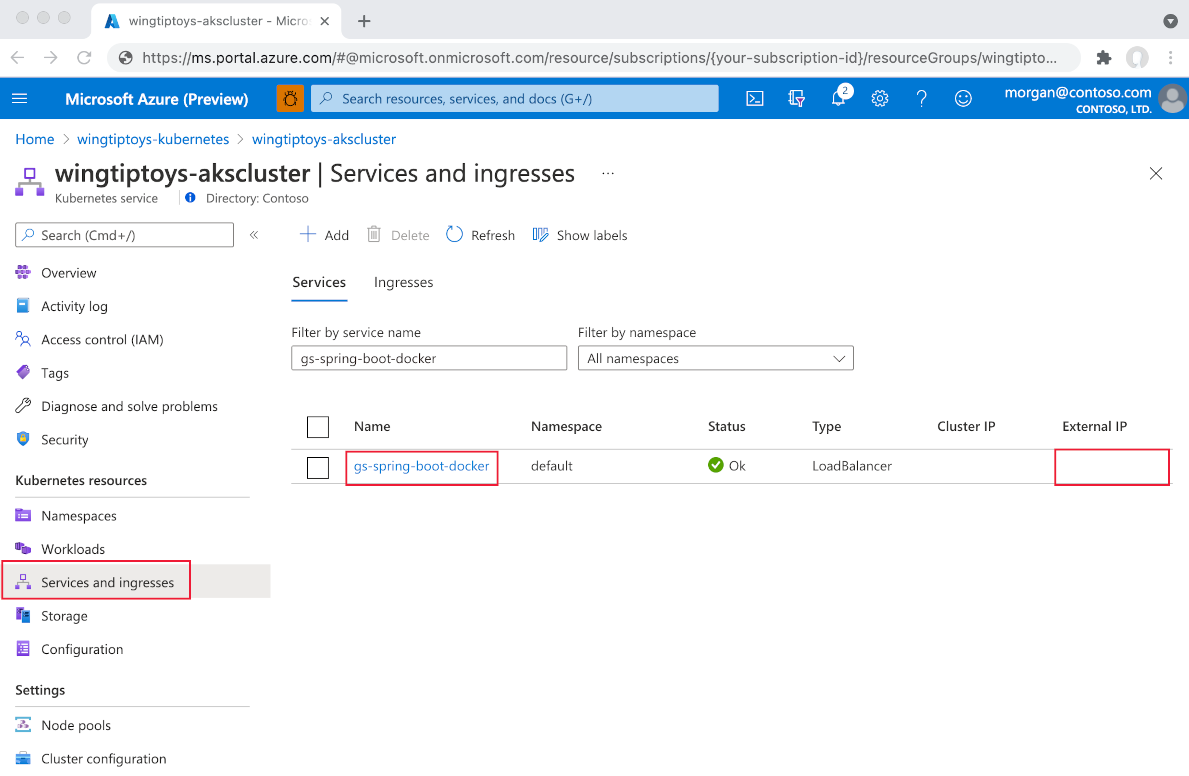 wingtiptoys-akscluster - Micro
https://ms.portal.azure.com/#@microsoft.onmicrosoft.com/resource/subscriptions/{your-subscription-id}/resourceGroups/wingtipto...
Microsoft Azure (Preview)
Search resources, services, and docs (G+/)
2
morgan@contoso.com
CONTOSO, LTD.
Home > wingtiptoys-kubernetes > wingtiptoys-akscluster
wingtiptoys-akscluster | Services and ingresses ...
Kubernetes service
Directory: Contoso
Search (Cmd+/)
«
Overview
Activity log
Access control (IAM)
Tags
Diagnose and solve problems
Security
Kubernetes resources
Namespaces
Workloads
Services and ingresses
Storage
Configuration
Settings
Node pools
Cluster configuration
Add Delete Refresh Show labels
Services Ingresses
Filter by service name
gs-spring-boot-docker
Filter by namespace
All namespaces
Name Namespace Status Type Cluster IP External IP
gs-spring-boot-docker default Ok LoadBalancer